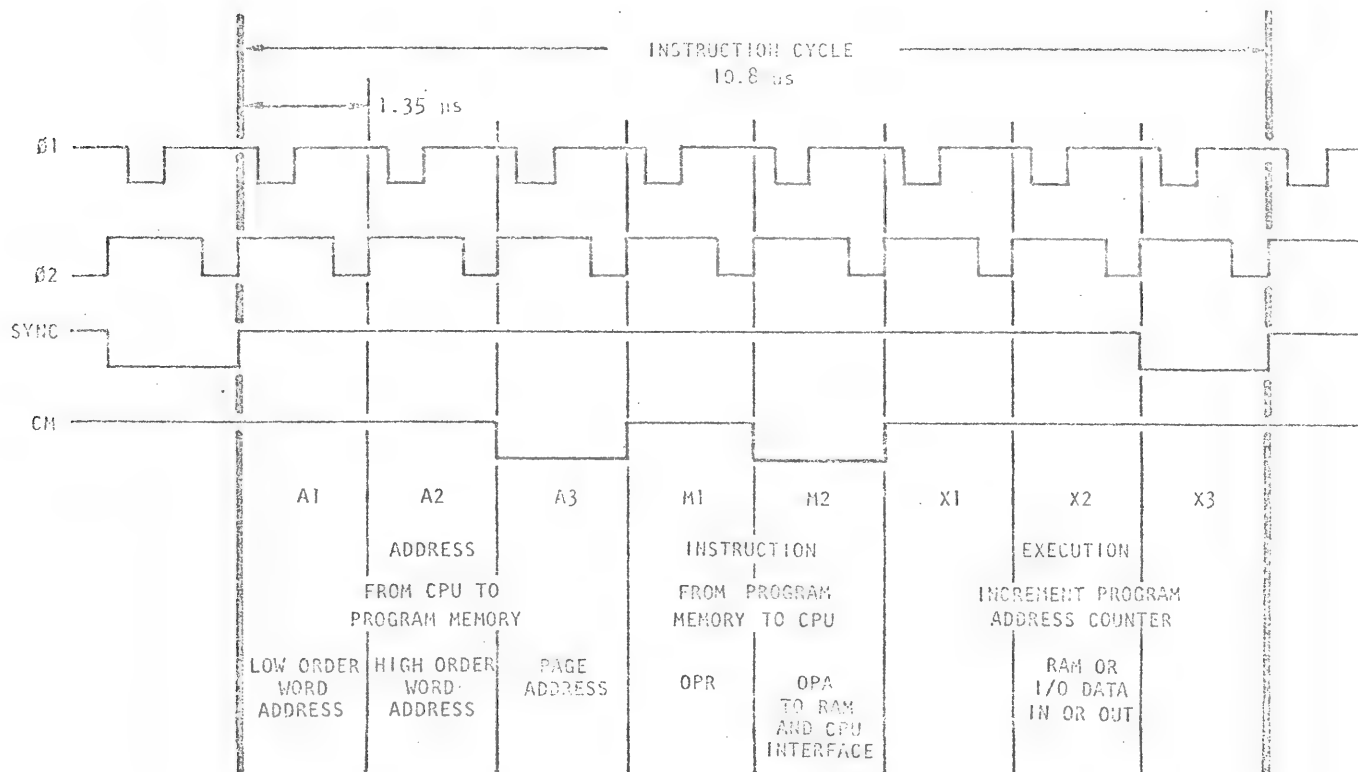 INSTRUCTION CYCLE
10.8 us
1.35 µs
Ø1
Ø2
SYNC
CM
A1 A2 A3 M1 M2 X1 X2 X3
ADDRESS INSTRUCTION EXECUTION
FROM CPU TO
PROGRAM MEMORY
FROM PROGRAM
MEMORY TO CPU
INCREMENT PROGRAM
ADDRESS COUNTER
LOW ORDER
WORD
ADDRESS
HIGH ORDER
WORD
ADDRESS
PAGE
ADDRESS
OPR
OPA
TO RAM
AND CPU
INTERFACE
RAM OR
I/O DATA
IN OR OUT